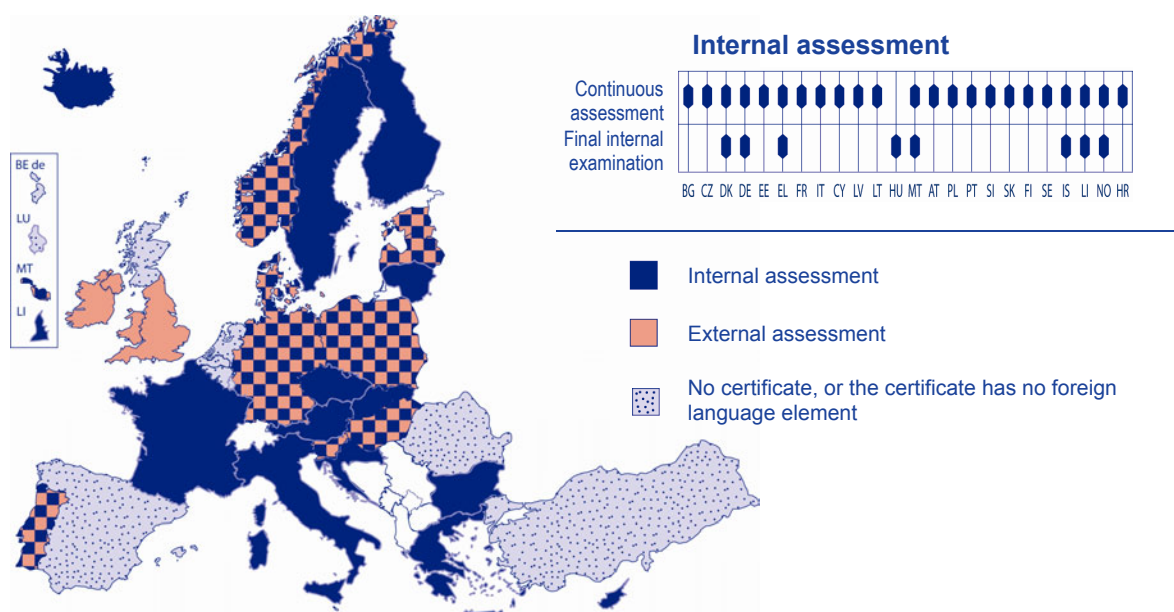 Internal assessment
Continuous
assessment
Final internal
examination
BG CZ DK DE EE EL FR IT CY LV LT HU MT AT PL PT SI SK FI SE IS LI NO HR
BE de
LU
MT
LI
Internal assessment
External assessment
No certificate, or the certificate has no foreign
language element